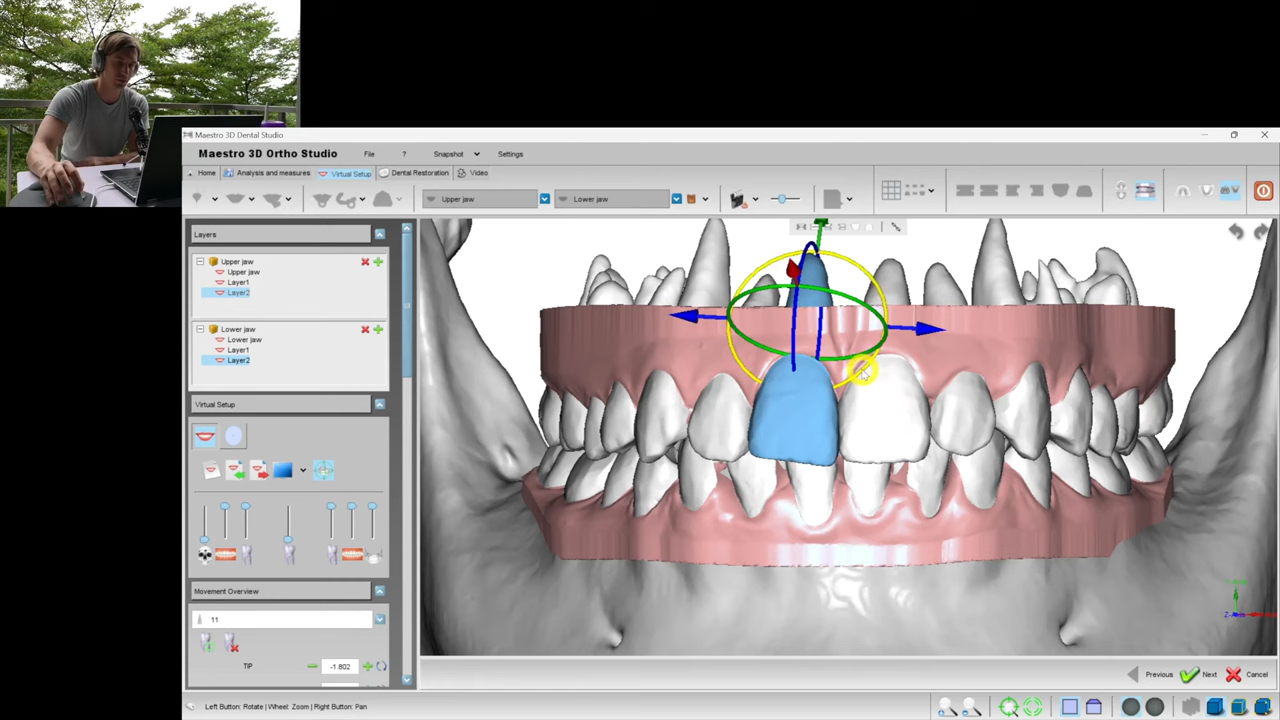 Maestro 3D Dental Studio
Maestro 3D Ortho Studio File ? Snapshot Settings
Home Analysis and measures Virtual Setup Dental Restoration Video
Upper jaw Lower jaw
Layers
Upper jaw
Upper jaw
Layer1
Layer2
Lower jaw
Lower jaw
Layer1
Layer2
Virtual Setup
Movement Overview
11
TIP -1.802
Z-Axis
Previous Next Cancel
Left Button: Rotate | Wheel: Zoom | Right Button: Pan